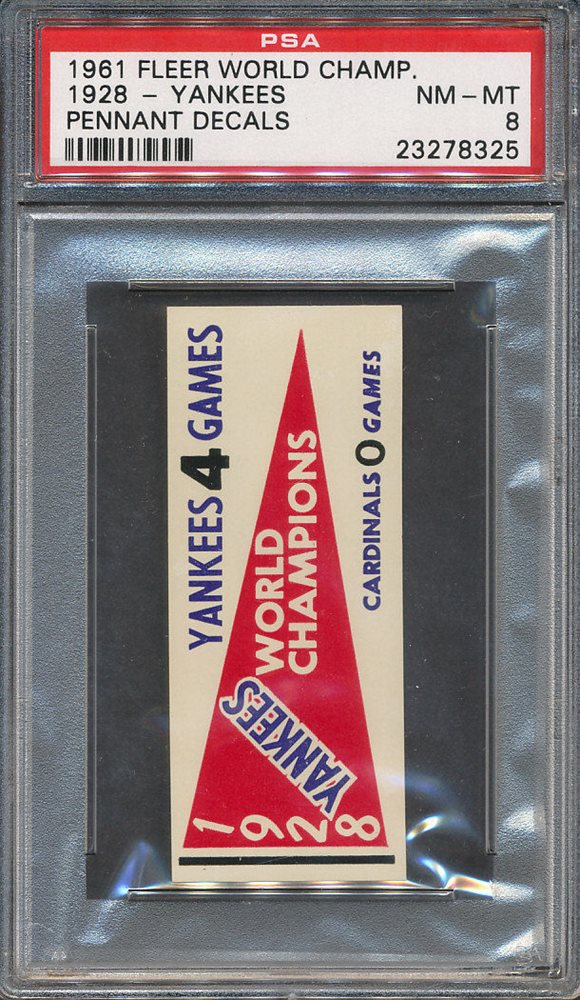 PSA
1961 FLEER WORLD CHAMP.
1928 - YANKEES NM-MT
PENNANT DECALS 8
23278325
YANKEES 4 GAMES
WORLD
CHAMPIONS
YANKEES
1928
CARDINALS 0 GAMES